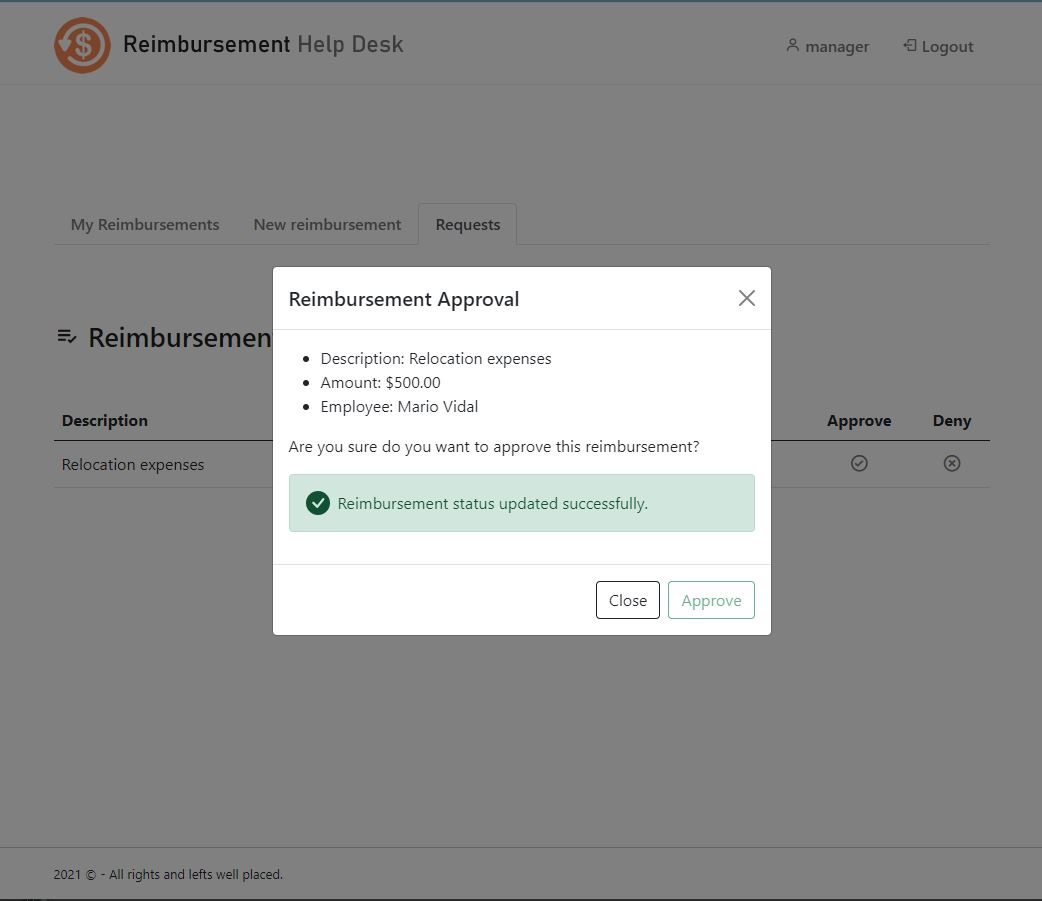 Reimbursement Help Desk
manager
Logout
My Reimbursements
New reimbursement
Requests
Reimbursement Approval
Description: Relocation expenses
Amount: $500.00
Employee: Mario Vidal
Are you sure do you want to approve this reimbursement?
Reimbursement status updated successfully.
Close
Approve
Reimbursemen
Description
Approve
Deny
Relocation expenses
2021 © - All rights and lefts well placed.